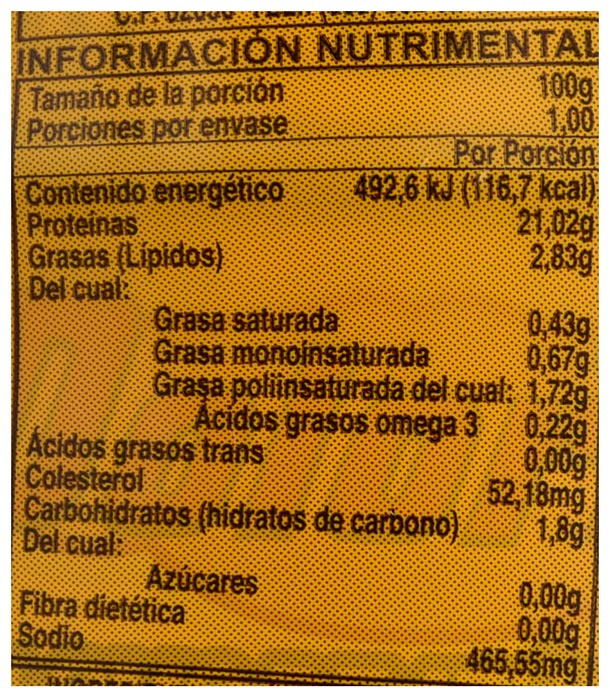 INFORMACIÓN NUTRIMENTAL
Tamaño de la porción 100g
Porciones por envase 1,00
Por Porción
Contenido energético 492,6 kJ (116,7 kcal)
Proteínas 21,02g
Grasas (Lípidos) 2,83g
Del cual:
Grasa saturada 0,43g
Grasa monoinsaturada 0,67g
Grasa poliinsaturada del cual: 1,72g
Ácidos grasos omega 3 0,22g
Ácidos grasos trans 0,00g
Colesterol 52,18mg
Carbohidratos (hidratos de carbono) 1,8g
Del cual:
Azúcares 0,00g
Fibra dietética 0,00g
Sodio 465,55mg